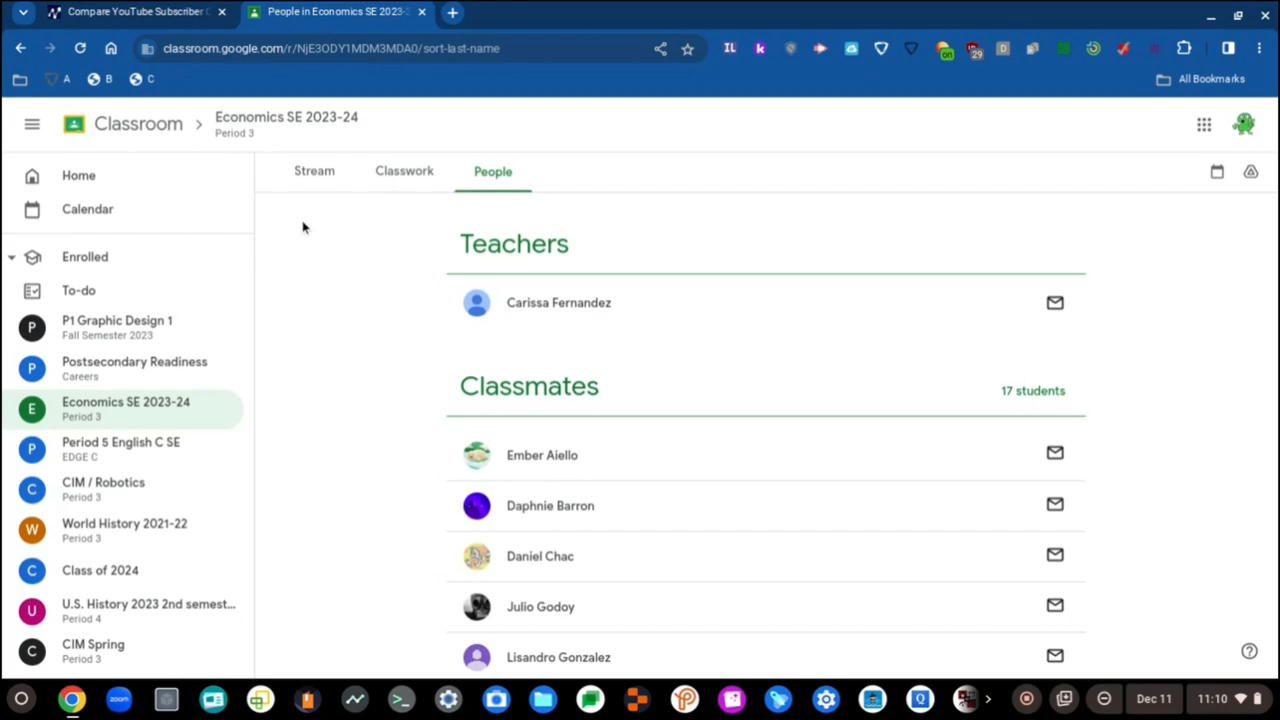 Compare YouTube Subscriber C
People in Economics SE 2023-2
classroom.google.com/r/NjE3ODY1MDM3MDA0/sort-last-name
IL
k
on
29
D
A
B
C
All Bookmarks
Classroom
Economics SE 2023-24
Period 3
Home
Calendar
Enrolled
To-do
P
P1 Graphic Design 1
Fall Semester 2023
P
Postsecondary Readiness
Careers
E
Economics SE 2023-24
Period 3
P
Period 5 English C SE
EDGE C
C
CIM / Robotics
Period 3
W
World History 2021-22
Period 3
C
Class of 2024
U
U.S. History 2023 2nd semest...
Period 4
C
CIM Spring
Period 3
Stream
Classwork
People
Teachers
Carissa Fernandez
Classmates
17 students
Ember Aiello
Daphnie Barron
Daniel Chac
Julio Godoy
Lisandro Gonzalez
zoom
Q
Dec 11
11:10